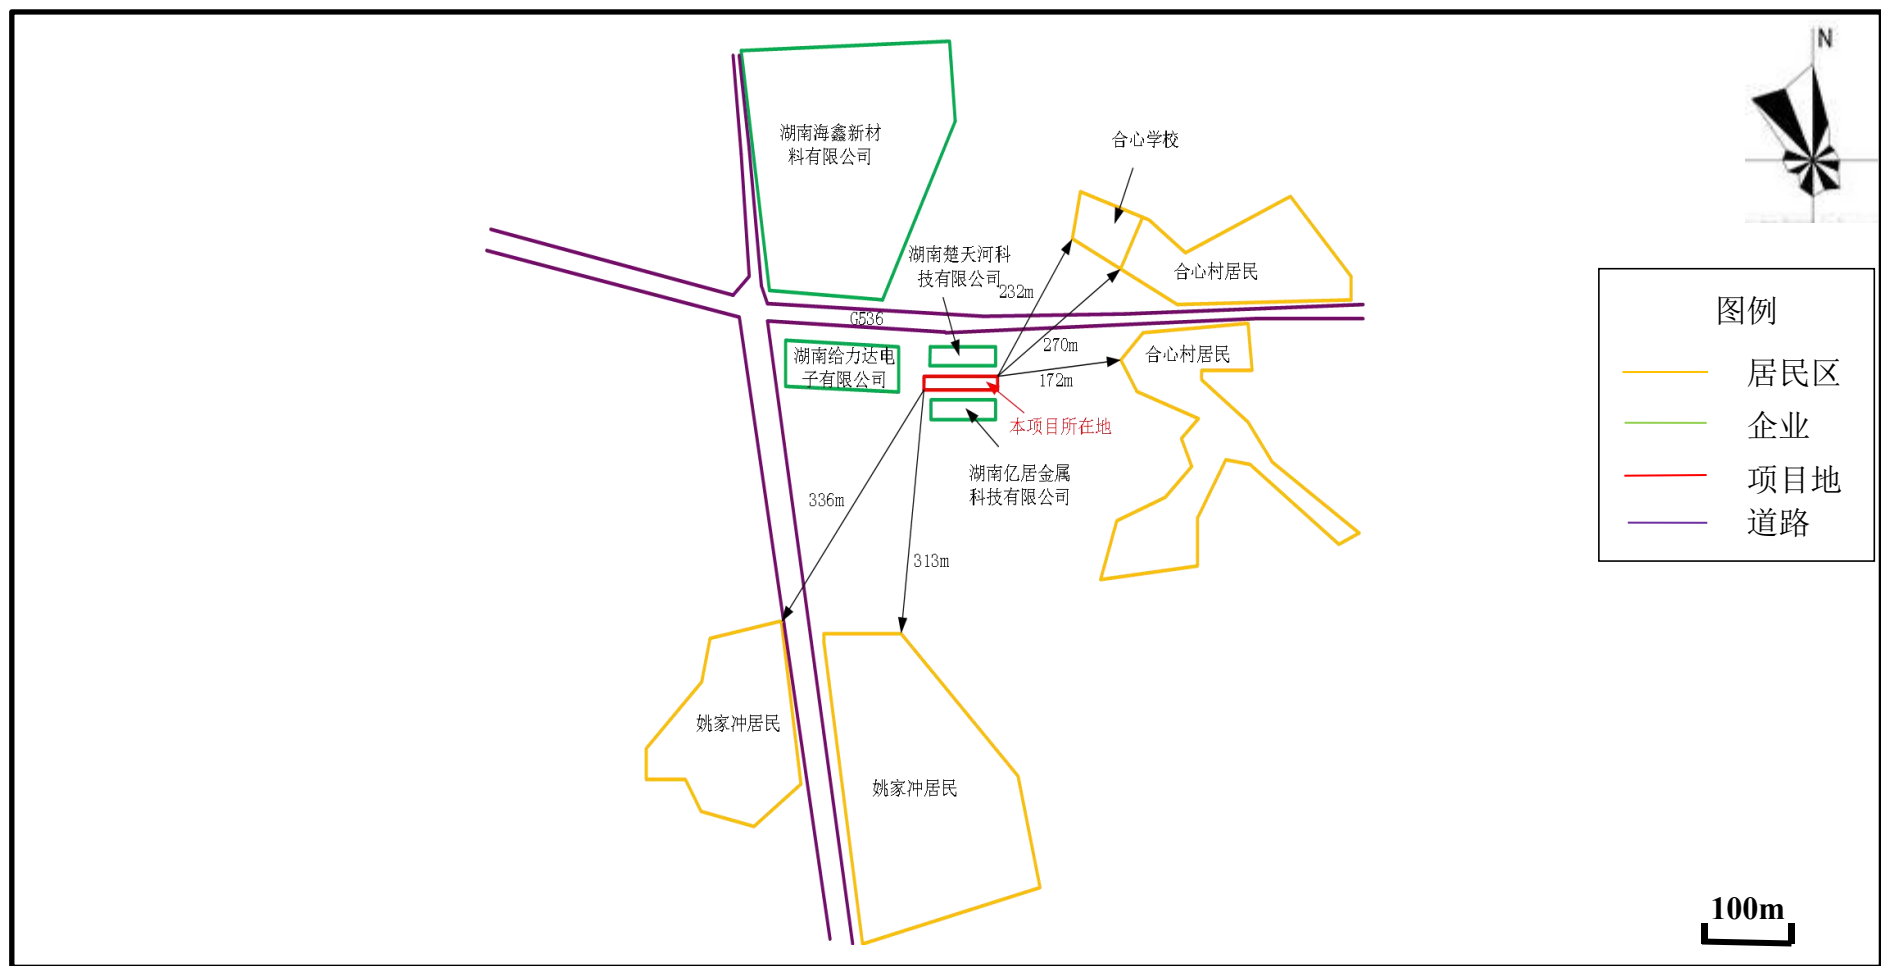 N
湖南海鑫新材
料有限公司
合心学校
湖南楚天河科
技有限公司
232m
合心村居民
G536
270m
172m
合心村居民
湖南给力达电
子有限公司
本项目所在地
湖南亿居金属
科技有限公司
336m
313m
姚家冲居民
姚家冲居民
图例
居民区
企业
项目地
道路
100m